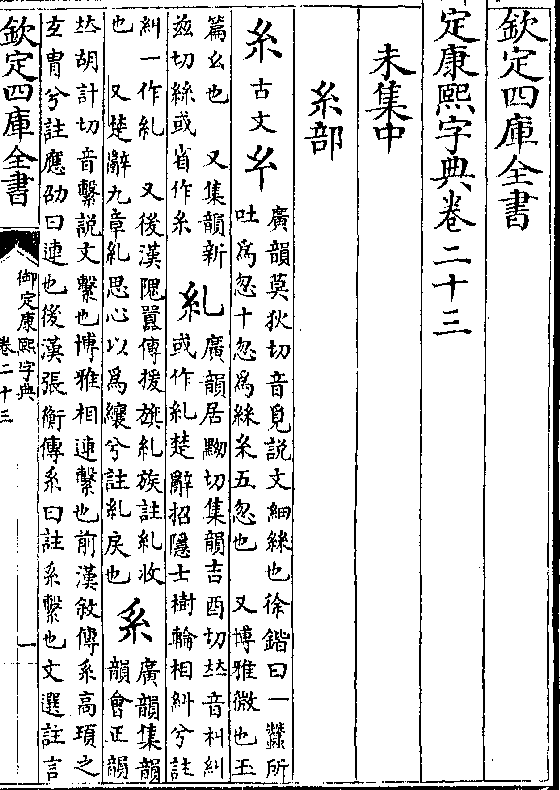 欽定四庫全書
定康熙字典卷二十三
未集中
糸部
糸古文𢆯
廣韻莫狄切音覓說文細絲也徐鍇曰一蠶所
吐爲忽十忽爲絲糸五忽也 又博雅微也玉
篇幺也 又集韻新
兹切絲或省作糸
糺
廣韻居黝切集韻吉酉切𠀤音糾糾
或作糺楚辭招隱士樹輪相糾兮註
糾一作糺 又後漢隗囂傳援旗糺族註糺收
也 又楚辭九章糺思心以爲纕兮註糺戾也
系
廣韻集韻
韻會正韻
𠀤胡計切音繫說文繫也博雅相連繫也前漢敘傳系高頊之
玄冑兮註應劭曰連也後漢張衡傳系曰註系繫也文選註言
欽定四庫全書
御定康熙字典
卷二十三
一